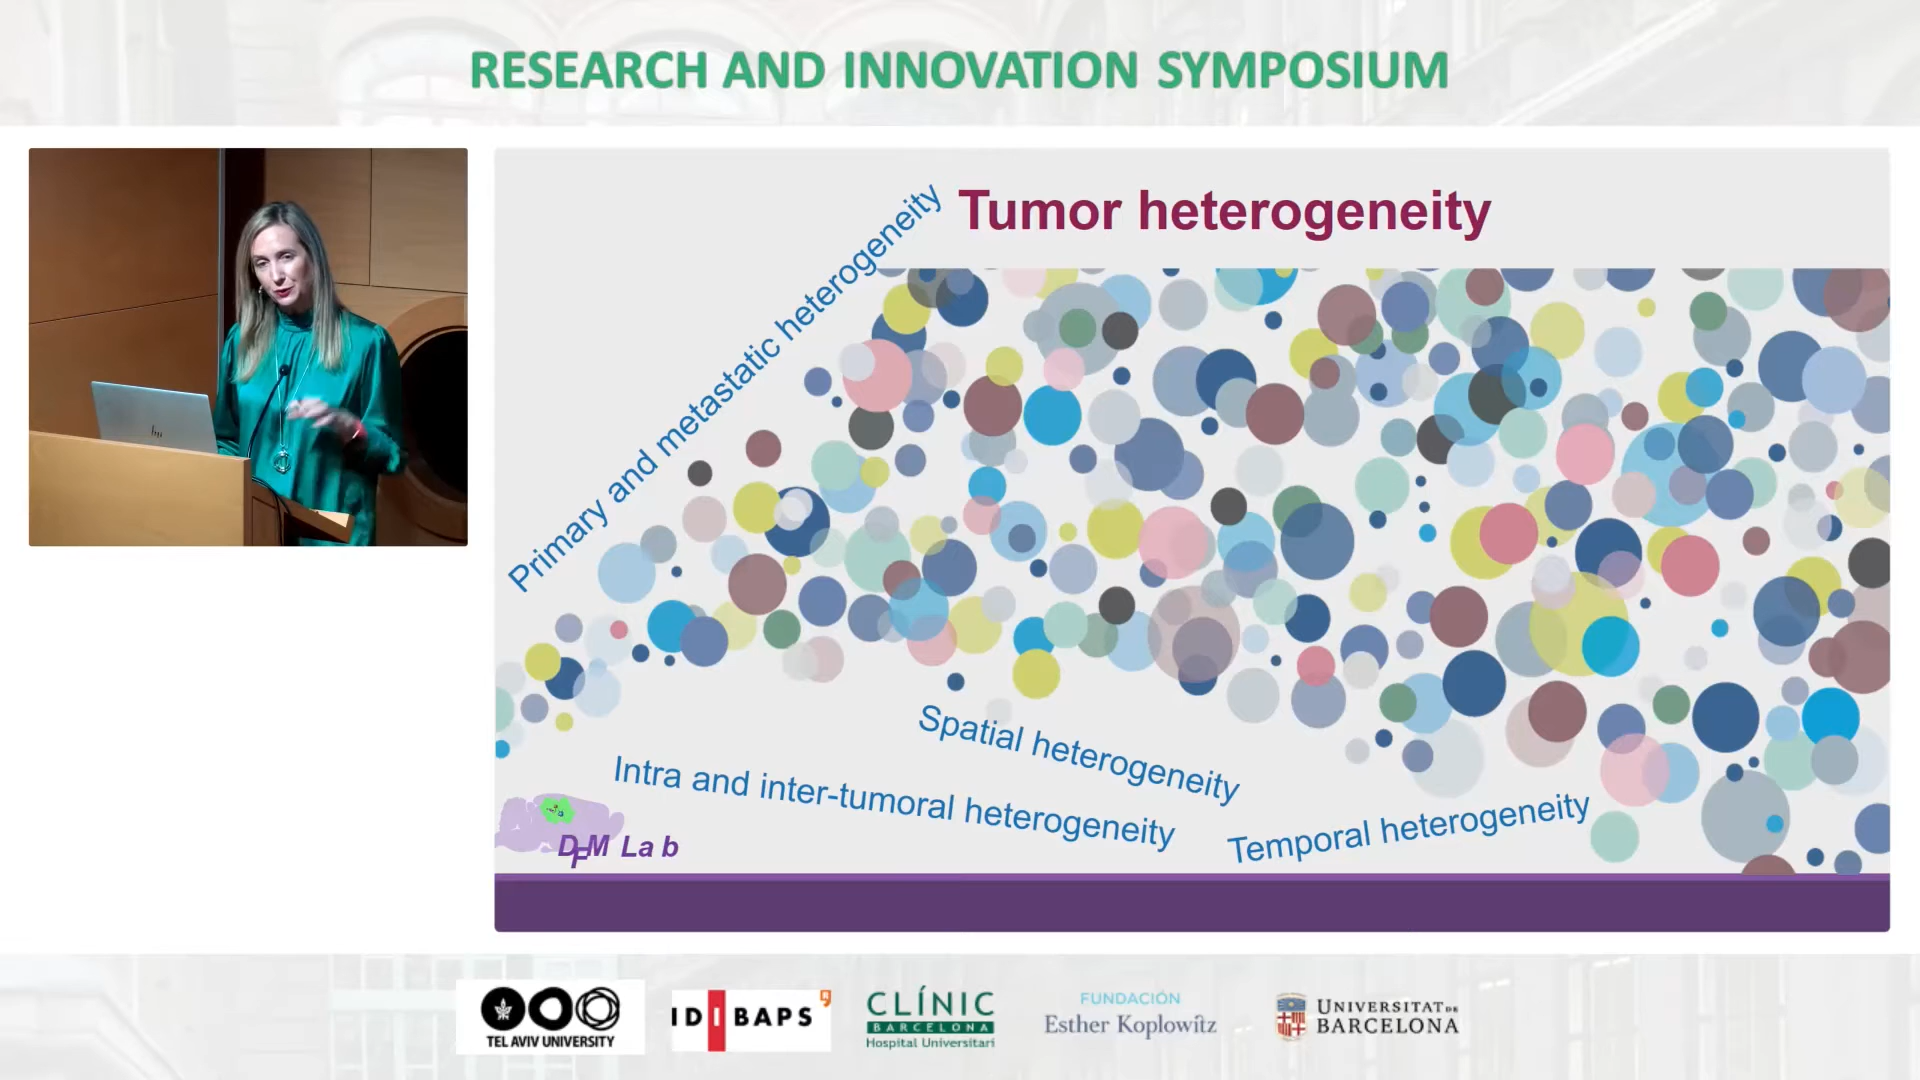 RESEARCH AND INNOVATION SYMPOSIUM
Tumor heterogeneity
Primary and metastatic heterogeneity
Spatial heterogeneity
Intra and inter-tumoral heterogeneity
Temporal heterogeneity
DFM Lab
hp
TEL AVIV UNIVERSITY
IDIBAPS
CLÍNIC
BARCELONA
Hospital Universitari
FUNDACIÓN
Esther Koplowitz
UNIVERSITAT DE
BARCELONA